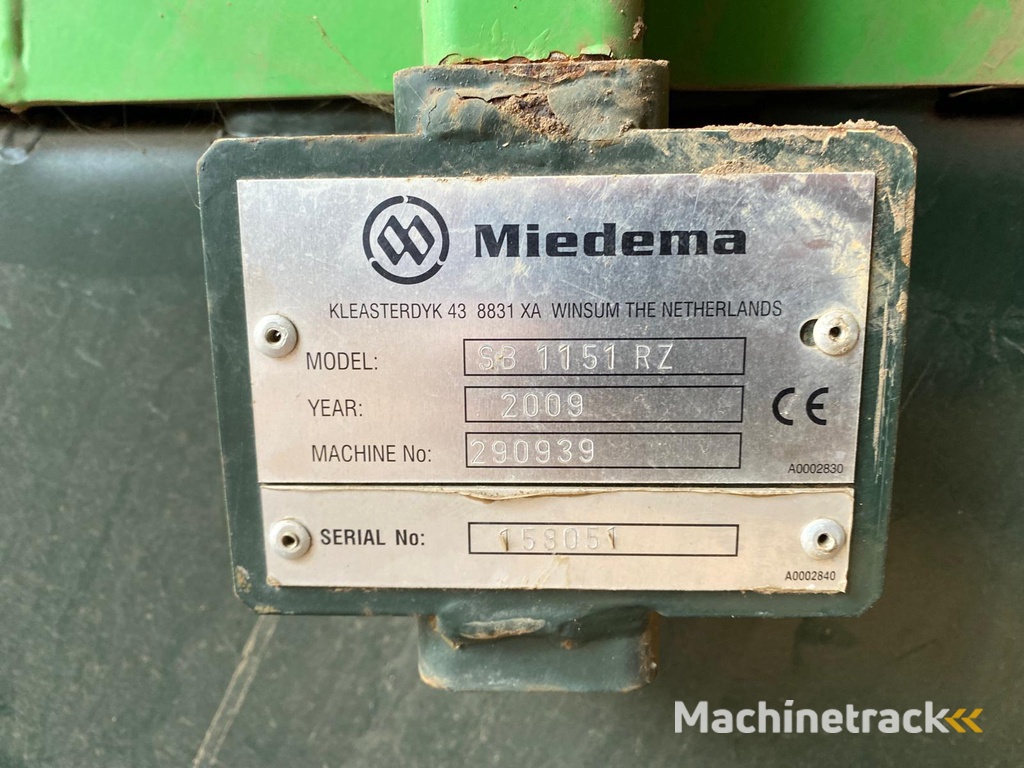 Miedema
KLEASTERDYK 43 8831 XA WINSUM THE NETHERLANDS
MODEL: SB 1151 RZ
YEAR: 2009
MACHINE No: 290939
A0002830
SERIAL No: 158051
A0002840
Machinetrack